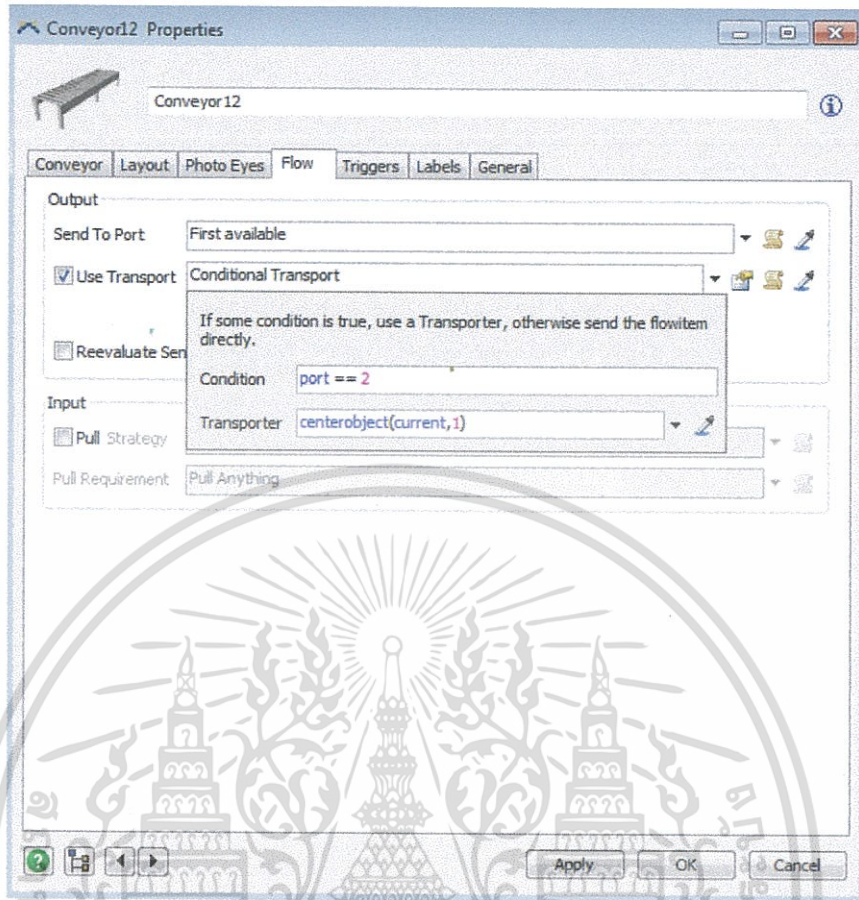 Conveyor12 Properties
Conveyor12
Conveyor Layout Photo Eyes Flow Triggers Labels General
Output
Send To Port First available
Use Transport Conditional Transport
If some condition is true, use a Transporter, otherwise send the flowitem
directly.
Reevaluate Sen
Condition port == 2
Input
Transporter centerobject(current,1)
Pull Strategy
Pull Requirement Pull Anything
Apply OK Cancel